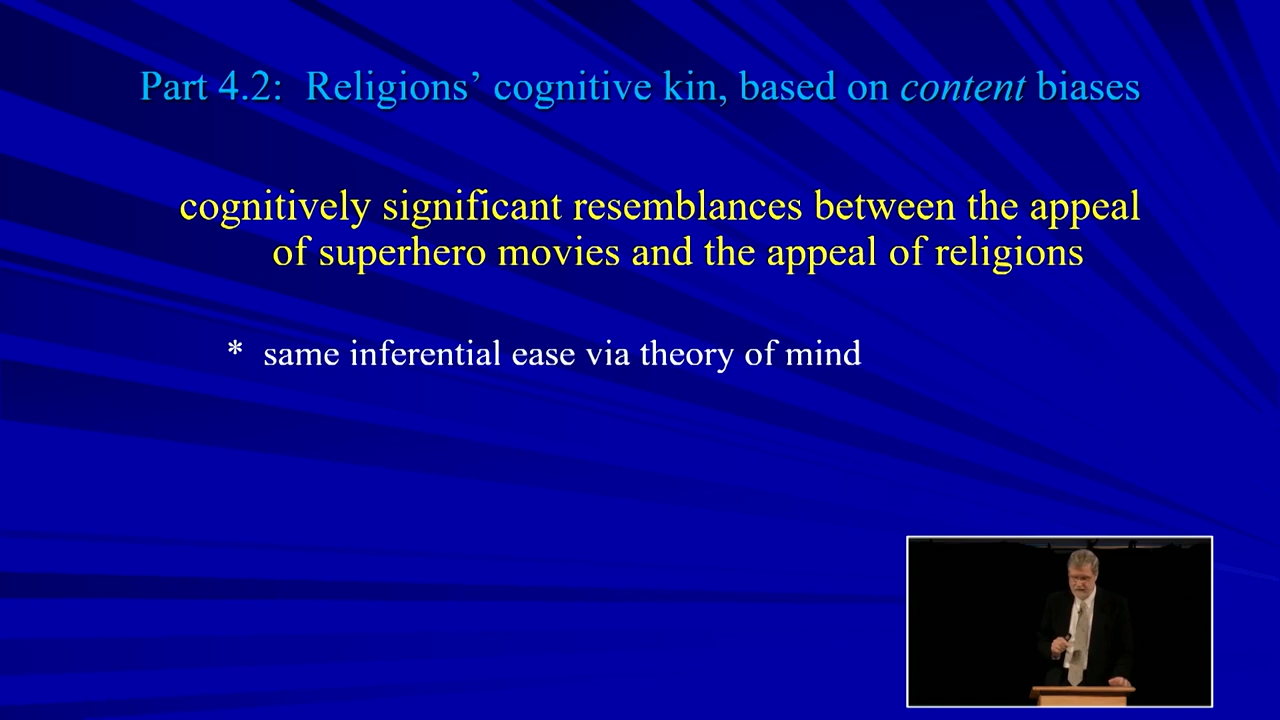 Part 4.2: Religions’ cognitive kin, based on content biases
cognitively significant resemblances between the appeal
of superhero movies and the appeal of religions
* same inferential ease via theory of mind